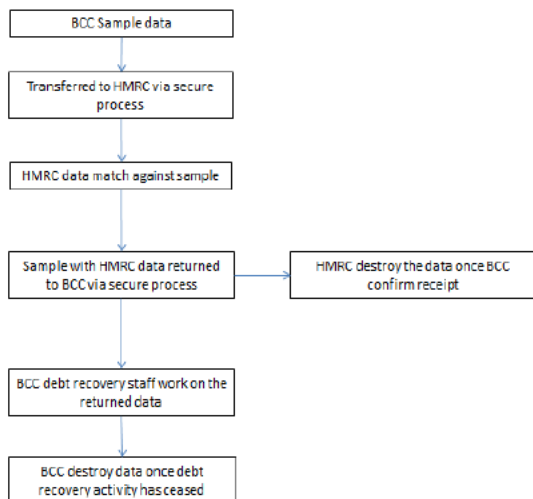 BCC Sample data
Transferred to HMRC via secure
process
HMRC data match against sample
Sample with HMRC data returned
to BCC via secure process
HMRC destroy the data once BCC
confirm receipt
BCC debt recovery staff work on the
returned data
BCC destroy data once debt
recovery activity has ceased